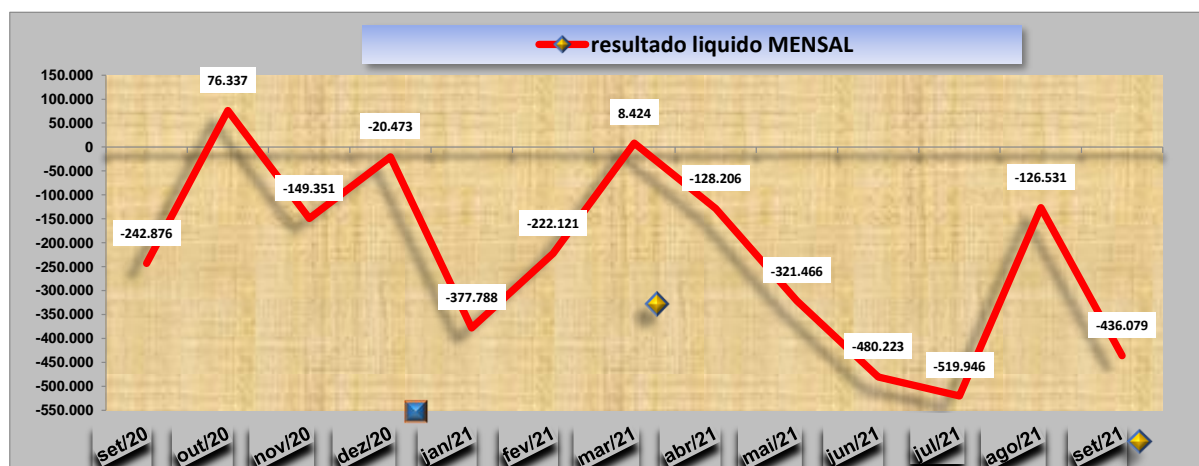 resultado liquido MENSAL
150.000
100.000
50.000
0
-50.000
-100.000
-150.000
-200.000
-250.000
-300.000
-350.000
-400.000
-450.000
-500.000
-550.000
-242.876
76.337
-149.351
-20.473
-377.788
-222.121
8.424
-128.206
-321.466
-480.223
-519.946
-126.531
-436.079
set/20
out/20
nov/20
dez/20
jan/21
fev/21
mar/21
abr/21
mai/21
jun/21
jul/21
ago/21
set/21